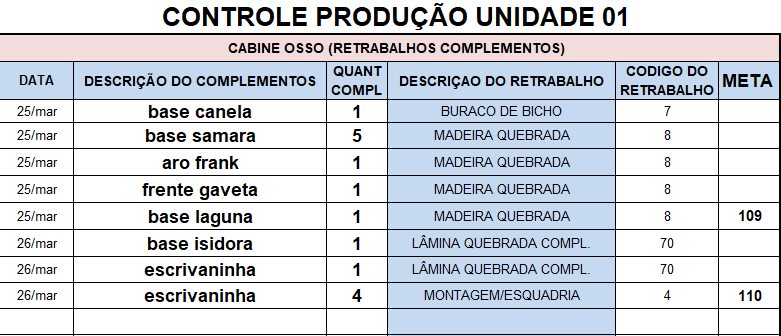 CONTROLE PRODUÇÃO UNIDADE 01
CABINE OSSO (RETRABALHOS COMPLEMENTOS)
DATA DESCRIÇÃO DO COMPLEMENTOS QUANT COMPL DESCRIÇAO DO RETRABALHO CODIGO DO RETRABALHO META
25/mar base canela 1 BURACO DE BICHO 7
25/mar base samara 5 MADEIRA QUEBRADA 8
25/mar aro frank 1 MADEIRA QUEBRADA 8
25/mar frente gaveta 1 MADEIRA QUEBRADA 8
25/mar base laguna 1 MADEIRA QUEBRADA 8 109
26/mar base isidora 1 LÂMINA QUEBRADA COMPL. 70
26/mar escrivaninha 1 LÂMINA QUEBRADA COMPL. 70
26/mar escrivaninha 4 MONTAGEM/ESQUADRIA 4 110